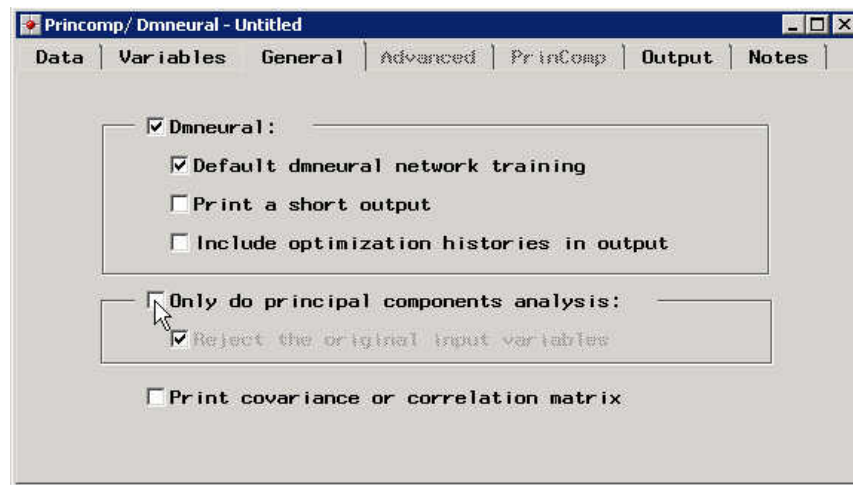 Princomp/ Dmneural - Untitled
Data Variables General Advanced PrinComp Output Notes
Dmneural:
Default dmneural network training
Print a short output
Include optimization histories in output
Only do principal components analysis:
Reject the original input variables
Print covariance or correlation matrix